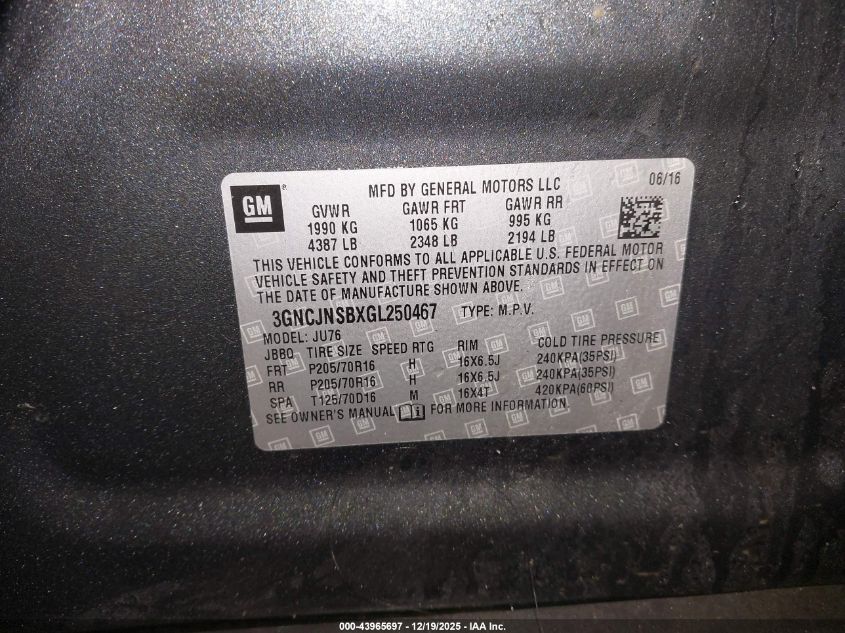 GM ®
MFD BY GENERAL MOTORS LLC 06/16
GVWR GAWR FRT GAWR RR
1990 KG 1065 KG 995 KG
4387 LB 2348 LB 2194 LB
THIS VEHICLE CONFORMS TO ALL APPLICABLE U.S. FEDERAL MOTOR
VEHICLE SAFETY AND THEFT PREVENTION STANDARDS IN EFFECT ON
THE DATE OF MANUFACTURE SHOWN ABOVE.
3GNCJNSBXGL250467 TYPE: M.P.V.
MODEL: JU76
JBBQ TIRE SIZE SPEED RTG RIM COLD TIRE PRESSURE
FRT P205/70R16 H 16X6.5J 240KPA(35PSI)
RR P205/70R16 H 16X6.5J 240KPA(35PSI)
SPA T125/70D16 M 16X4T 420KPA(60PSI)
SEE OWNER'S MANUAL i FOR MORE INFORMATION.
000-43965697 - 12/19/2025 - IAA Inc.